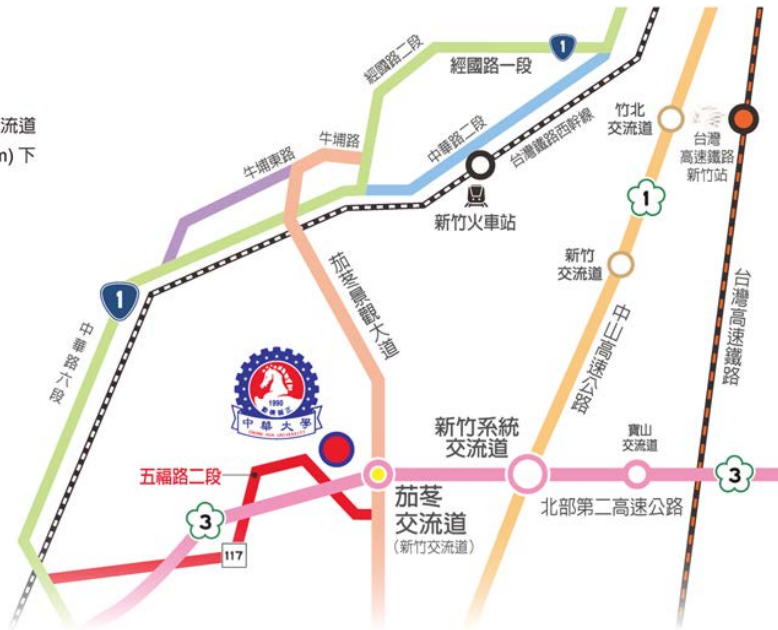 流道
m) 下
經國路二段
1
經國路一段
牛埔路
牛埔東路
中華路二段
台灣鐵路西幹線
新竹火車站
竹北
交流道
台灣
高速鐵路
新竹站
1
新竹
交流道
中山高速公路
台灣高速鐵路
1
中華路六段
茄苳景觀大道
1990
中華大學
CHUNG HUA UNIVERSITY
五福路二段
新竹系統
交流道
寶山
交流道
3
茄苳
交流道
(新竹交流道)
北部第二高速公路
3
117